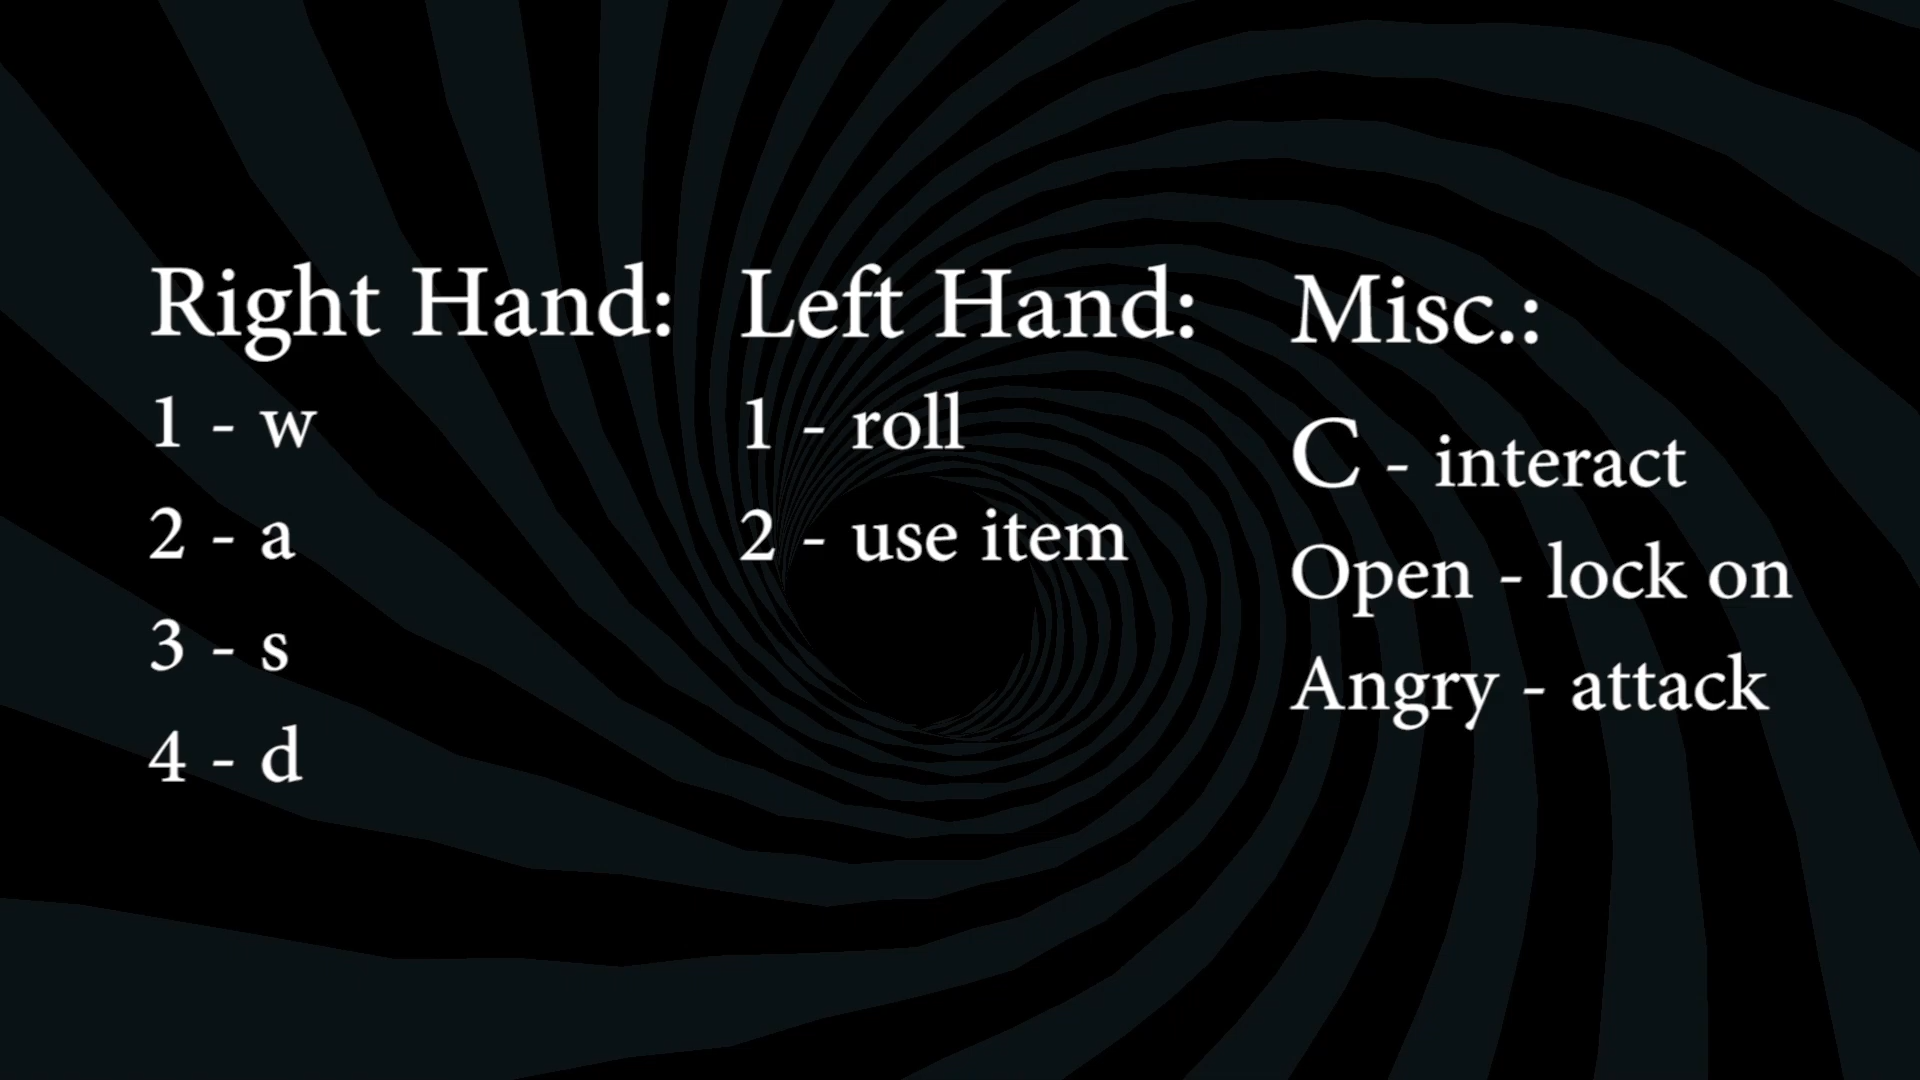 Right Hand:
1 - w
2 - a
3 - s
4 - d
Left Hand:
1 - roll
2 - use item
Misc.:
C - interact
Open - lock on
Angry - attack